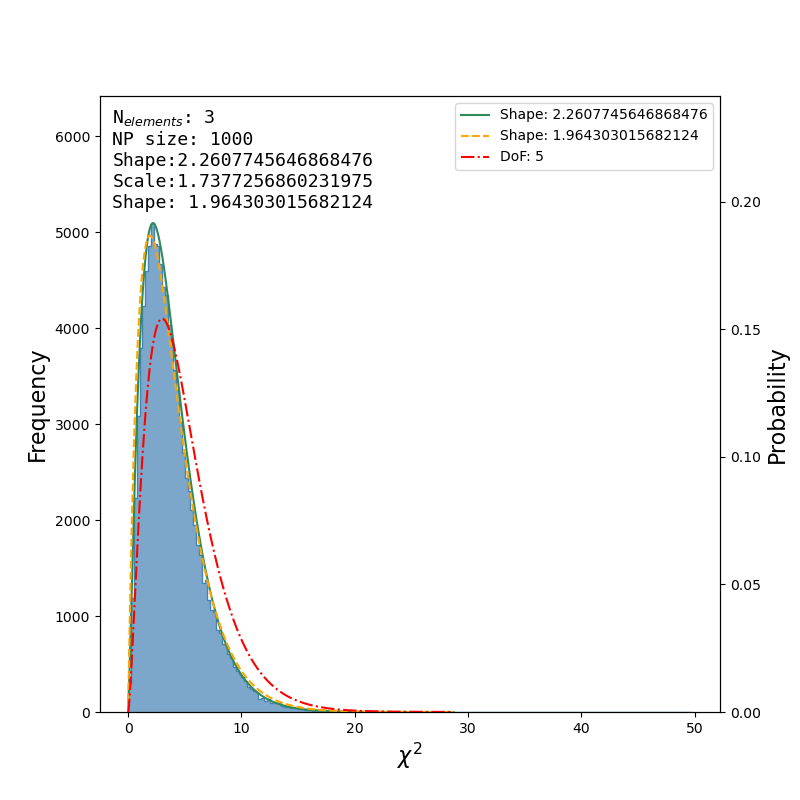 N_elements: 3
NP size: 1000
Shape:2.2607745646868476
Scale:1.7377256860231975
Shape: 1.964303015682124
Shape: 2.2607745646868476
Shape: 1.964303015682124
DoF: 5
6000
5000
4000
3000
2000
1000
0
Frequency
0.20
0.15
0.10
0.05
0.00
Probability
0 10 20 30 40 50
χ²